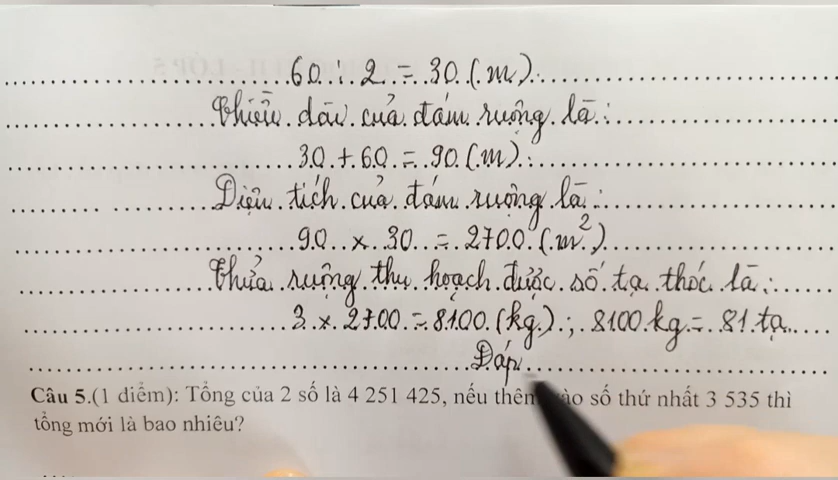 60 : 2 = 30 (m)
Chiều dài của đám ruộng là :
30 + 60 = 90 (m)
Diện tích của đám ruộng là :
90 x 30 = 2700 (m²)
Thửa ruộng thu hoạch được số tạ thóc là :
3 x 2700 = 8100 (kg) ; 8100 kg = 81 tạ
Đáp
Câu 5.(1 điểm): Tổng của 2 số là 4 251 425, nếu thêm vào số thứ nhất 3 535 thì
tổng mới là bao nhiêu?